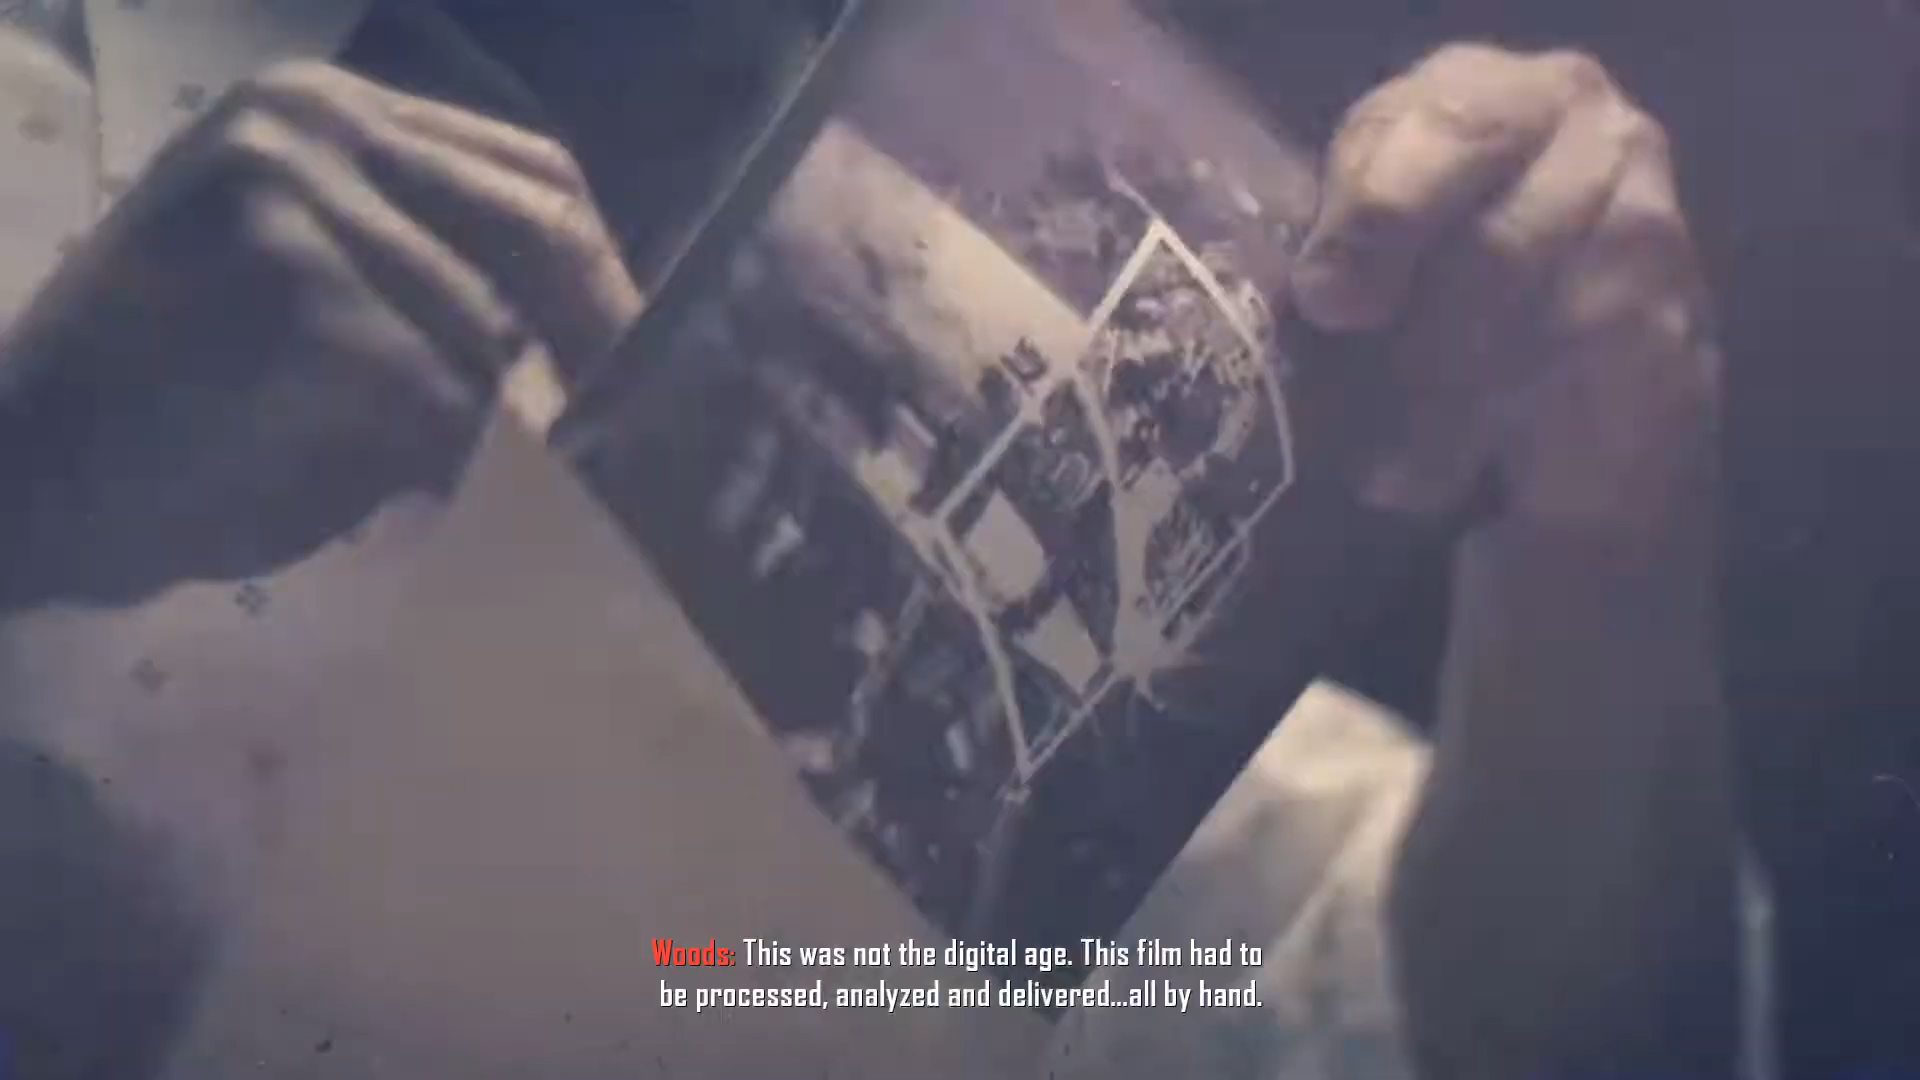 Woods: This was not the digital age. This film had to
be processed, analyzed and delivered...all by hand.